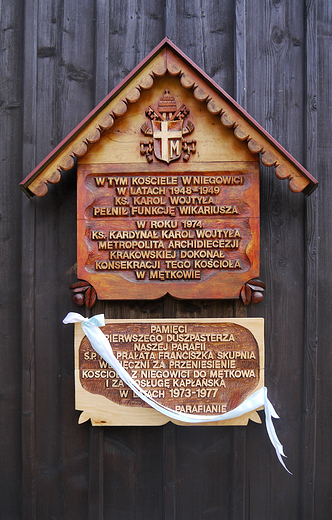 M
W TYM KOŚCIELE W NIEGOWICI
W LATACH 1948-1949
KS. KAROL WOJTYŁA
PEŁNIŁ FUNKCJĘ WIKARIUSZA
W ROKU 1974
KS. KARDYNAŁ KAROL WOJTYŁA
METROPOLITA ARCHIDIECEZJI
KRAKOWSKIEJ DOKONAŁ
KONSEKRACJI TEGO KOŚCIOŁA
W MĘTKOWIE
PAMIĘCI
PIERWSZEGO DUSZPASTERZA
NASZEJ PARAFII
Ś.P. PRAŁATA FRANCISZKA SKUPNIA
WDZIĘCZNI ZA PRZENIESIENIE
KOŚCIOŁA Z NIEGOWICI DO MĘTKOWA
I ZA POSŁUGĘ KAPŁAŃSKĄ
W LATACH 1973-1977
PARAFIANIE